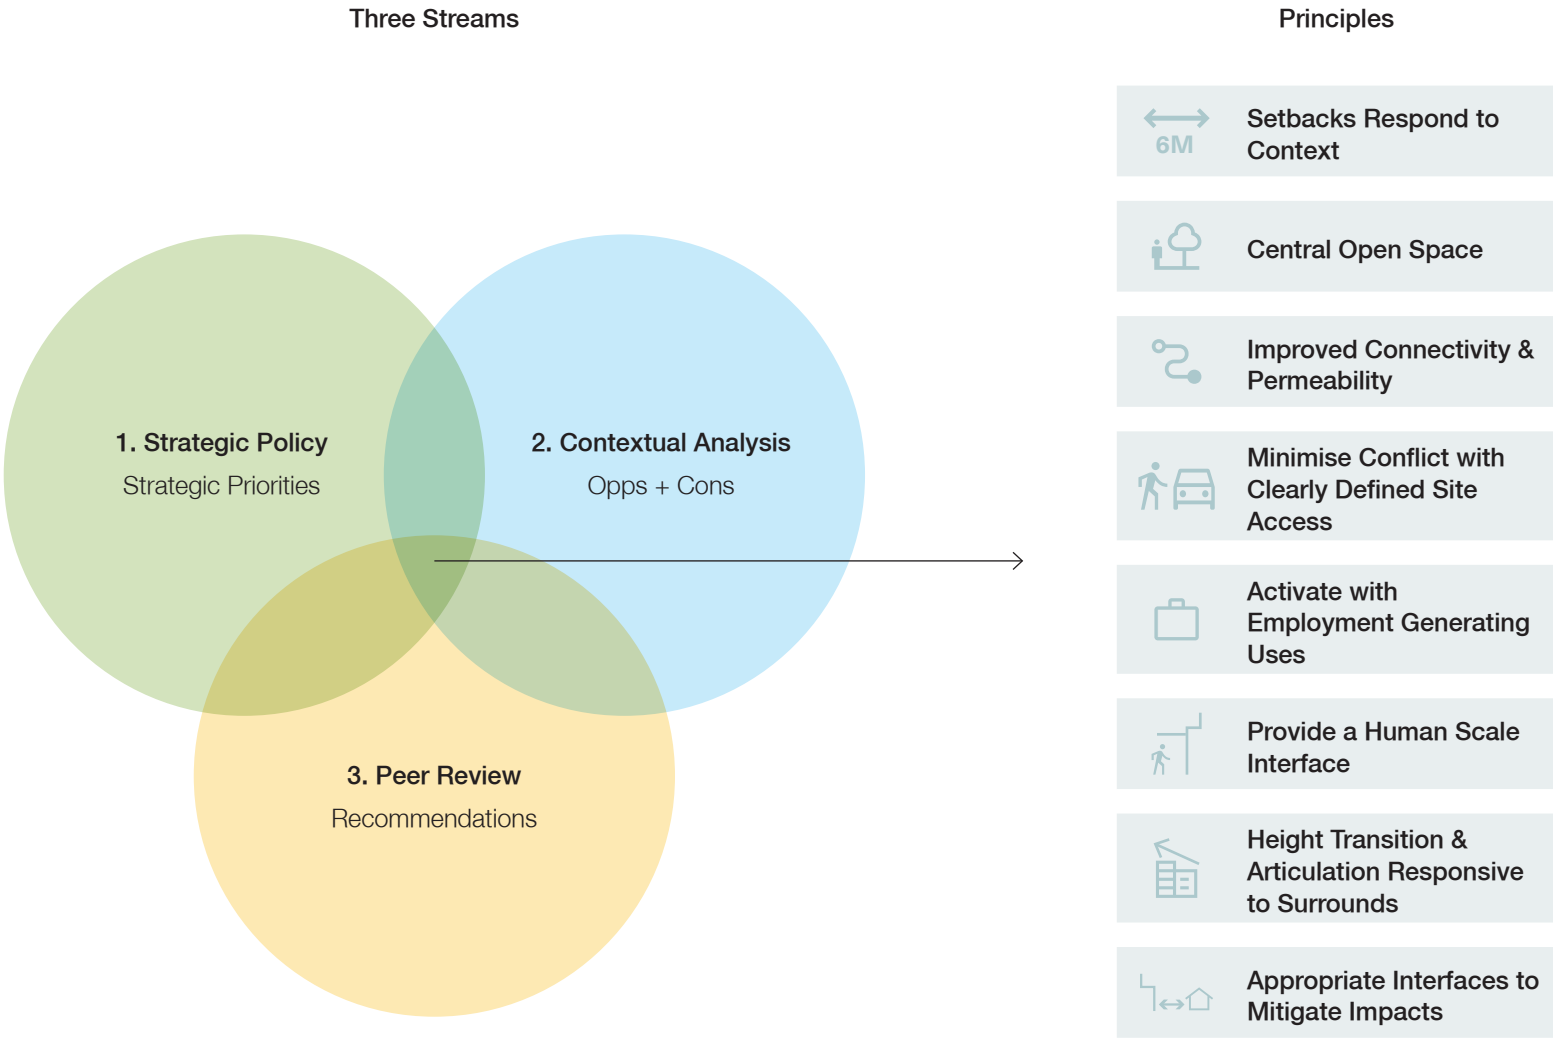 Three Streams
Principles
1. Strategic Policy
Strategic Priorities
2. Contextual Analysis
Opps + Cons
3. Peer Review
Recommendations
6M
Setbacks Respond to
Context
Central Open Space
Improved Connectivity &
Permeability
Minimise Conflict with
Clearly Defined Site
Access
Activate with
Employment Generating
Uses
Provide a Human Scale
Interface
Height Transition &
Articulation Responsive
to Surrounds
Appropriate Interfaces to
Mitigate Impacts